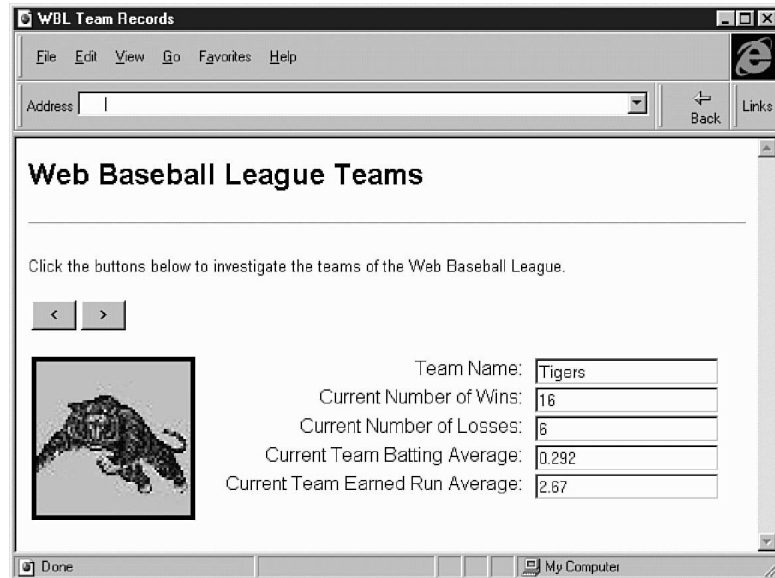 WBL Team Records
File Edit View Go Favorites Help
Address
Back
Links
Web Baseball League Teams
Click the buttons below to investigate the teams of the Web Baseball League.
< >
Team Name: Tigers
Current Number of Wins: 16
Current Number of Losses: 6
Current Team Batting Average: 0.292
Current Team Earned Run Average: 2.67
Done My Computer